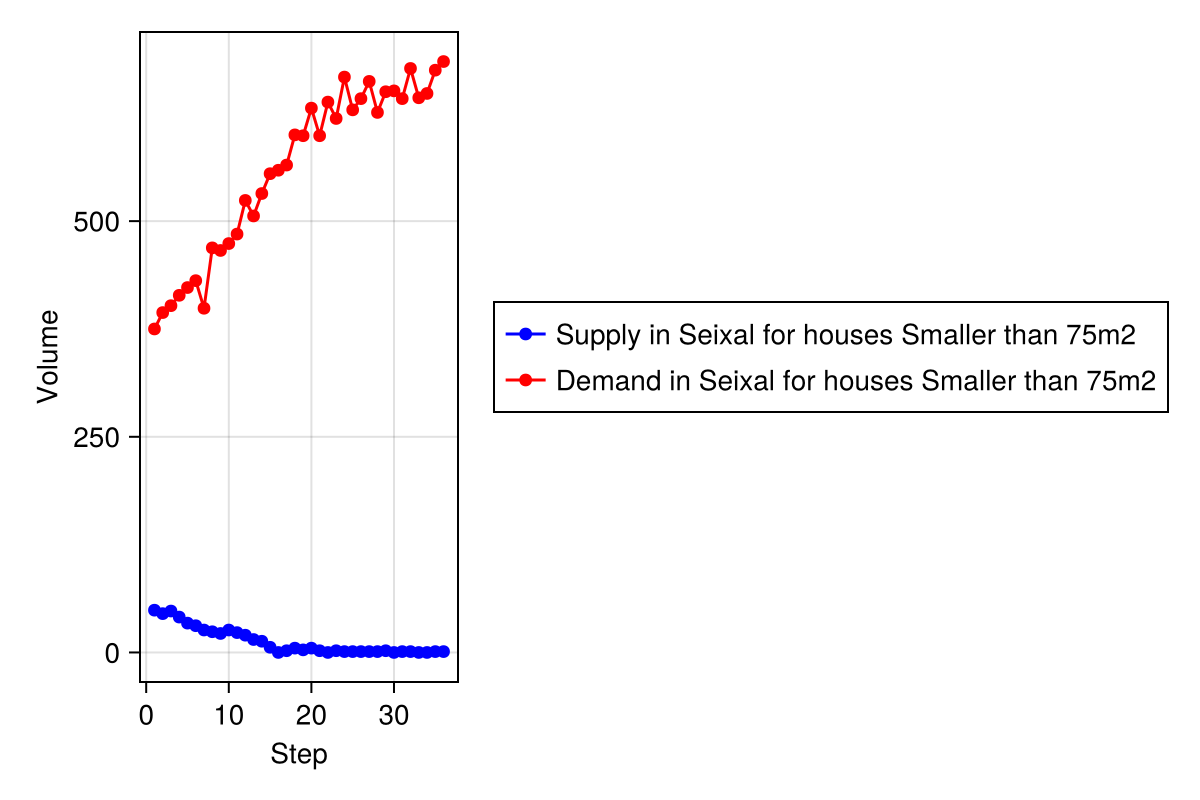 Volume
500
250
0
0 10 20 30
Step
Supply in Seixal for houses Smaller than 75m2
Demand in Seixal for houses Smaller than 75m2